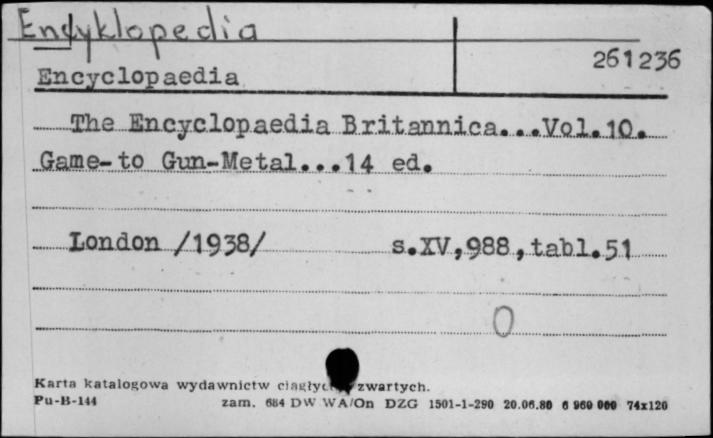 Encyklopedia
261236
Encyclopaedia
The Encyclopaedia Britannica...Vol.10.
Game-to Gun-Metal...14 ed.
London /1938/ s.XV,988,tabl.51
O
Karta katalogowa wydawnictw zwartych.
Pu-B-144 zam. 684 DW WA/On DZG 1501-1-290 20.06.80 6 960 000 74x120